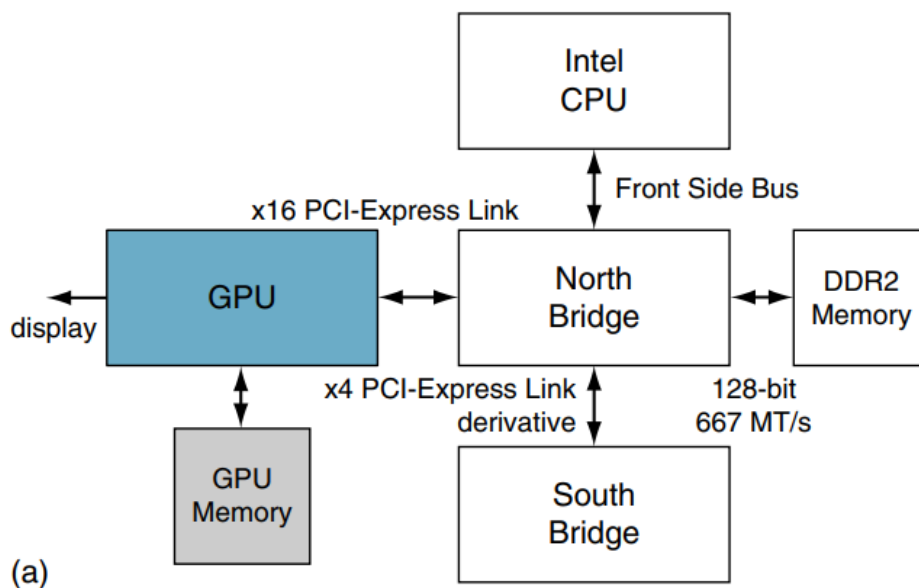 Intel
CPU
Front Side Bus
x16 PCI-Express Link
GPU
North
Bridge
DDR2
Memory
display
x4 PCI-Express Link
derivative
128-bit
667 MT/s
GPU
Memory
South
Bridge
(a)